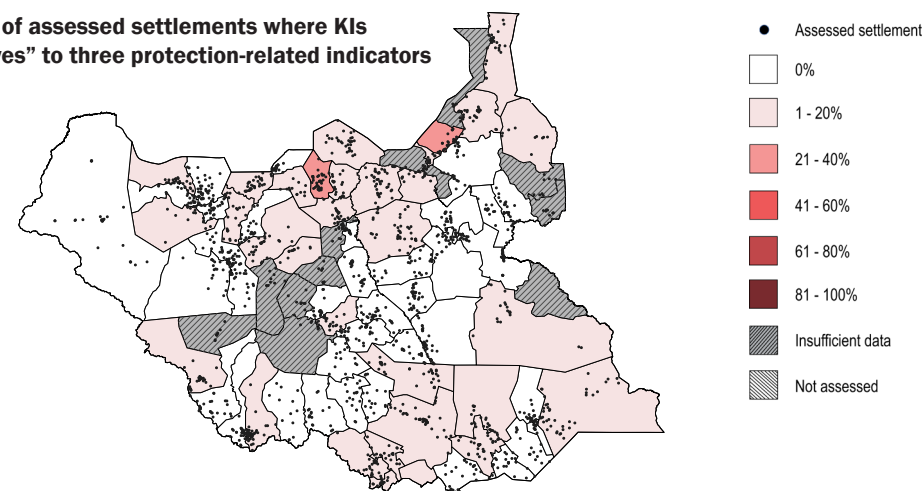 of assessed settlements where KIs
yes” to three protection-related indicators
Assessed settlement
0%
1 - 20%
21 - 40%
41 - 60%
61 - 80%
81 - 100%
Insufficient data
Not assessed